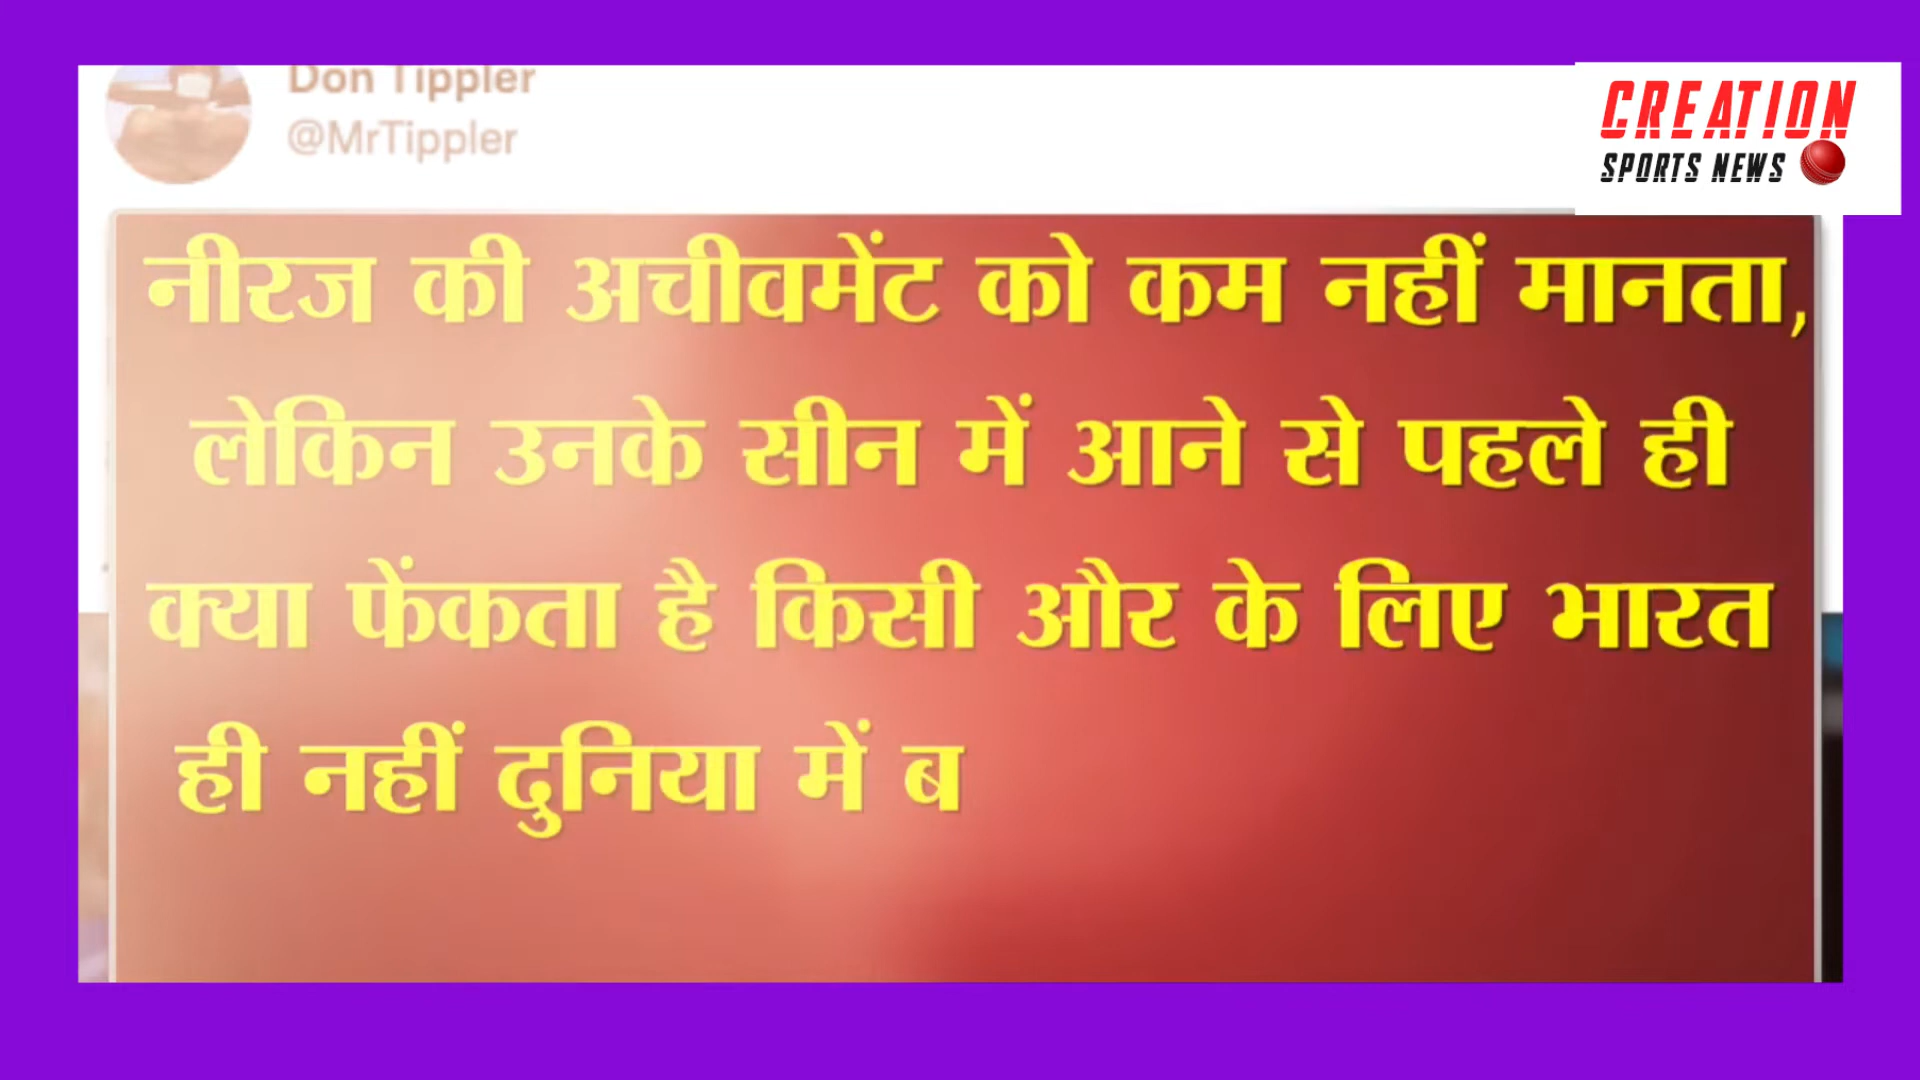 Don Tippler
@MrTippler
CREATION
SPORTS NEWS
नीरज की अचीवमेंट को कम नहीं मानता,
लेकिन उनके सीन में आने से पहले ही
क्या फेंकता है किसी और के लिए भारत
ही नहीं दुनिया में ब